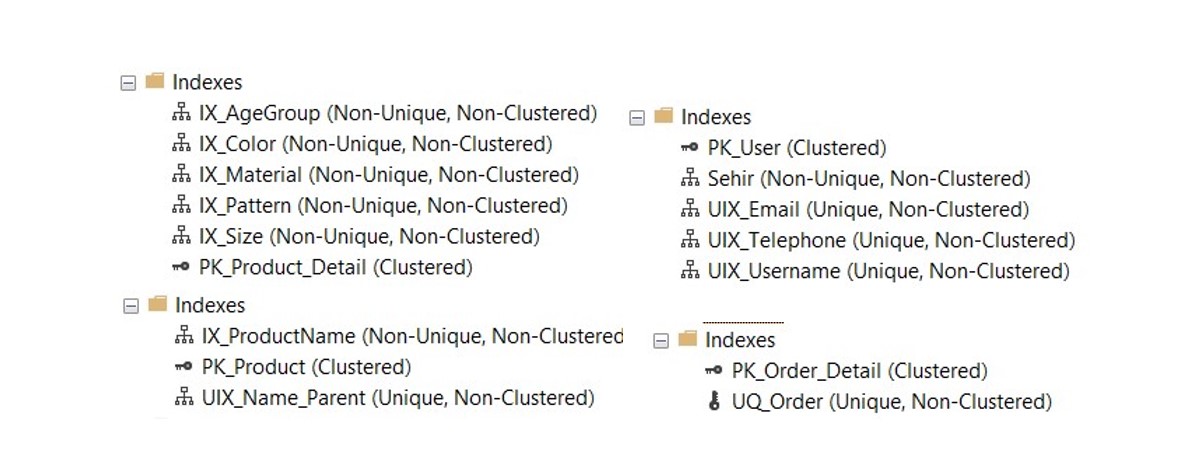 Indexes
IX_AgeGroup (Non-Unique, Non-Clustered)
IX_Color (Non-Unique, Non-Clustered)
IX_Material (Non-Unique, Non-Clustered)
IX_Pattern (Non-Unique, Non-Clustered)
IX_Size (Non-Unique, Non-Clustered)
PK_Product_Detail (Clustered)
Indexes
IX_ProductName (Non-Unique, Non-Clustered
PK_Product (Clustered)
UIX_Name_Parent (Unique, Non-Clustered)
Indexes
PK_User (Clustered)
Sehir (Non-Unique, Non-Clustered)
UIX_Email (Unique, Non-Clustered)
UIX_Telephone (Unique, Non-Clustered)
UIX_Username (Unique, Non-Clustered)
Indexes
PK_Order_Detail (Clustered)
UQ_Order (Unique, Non-Clustered)